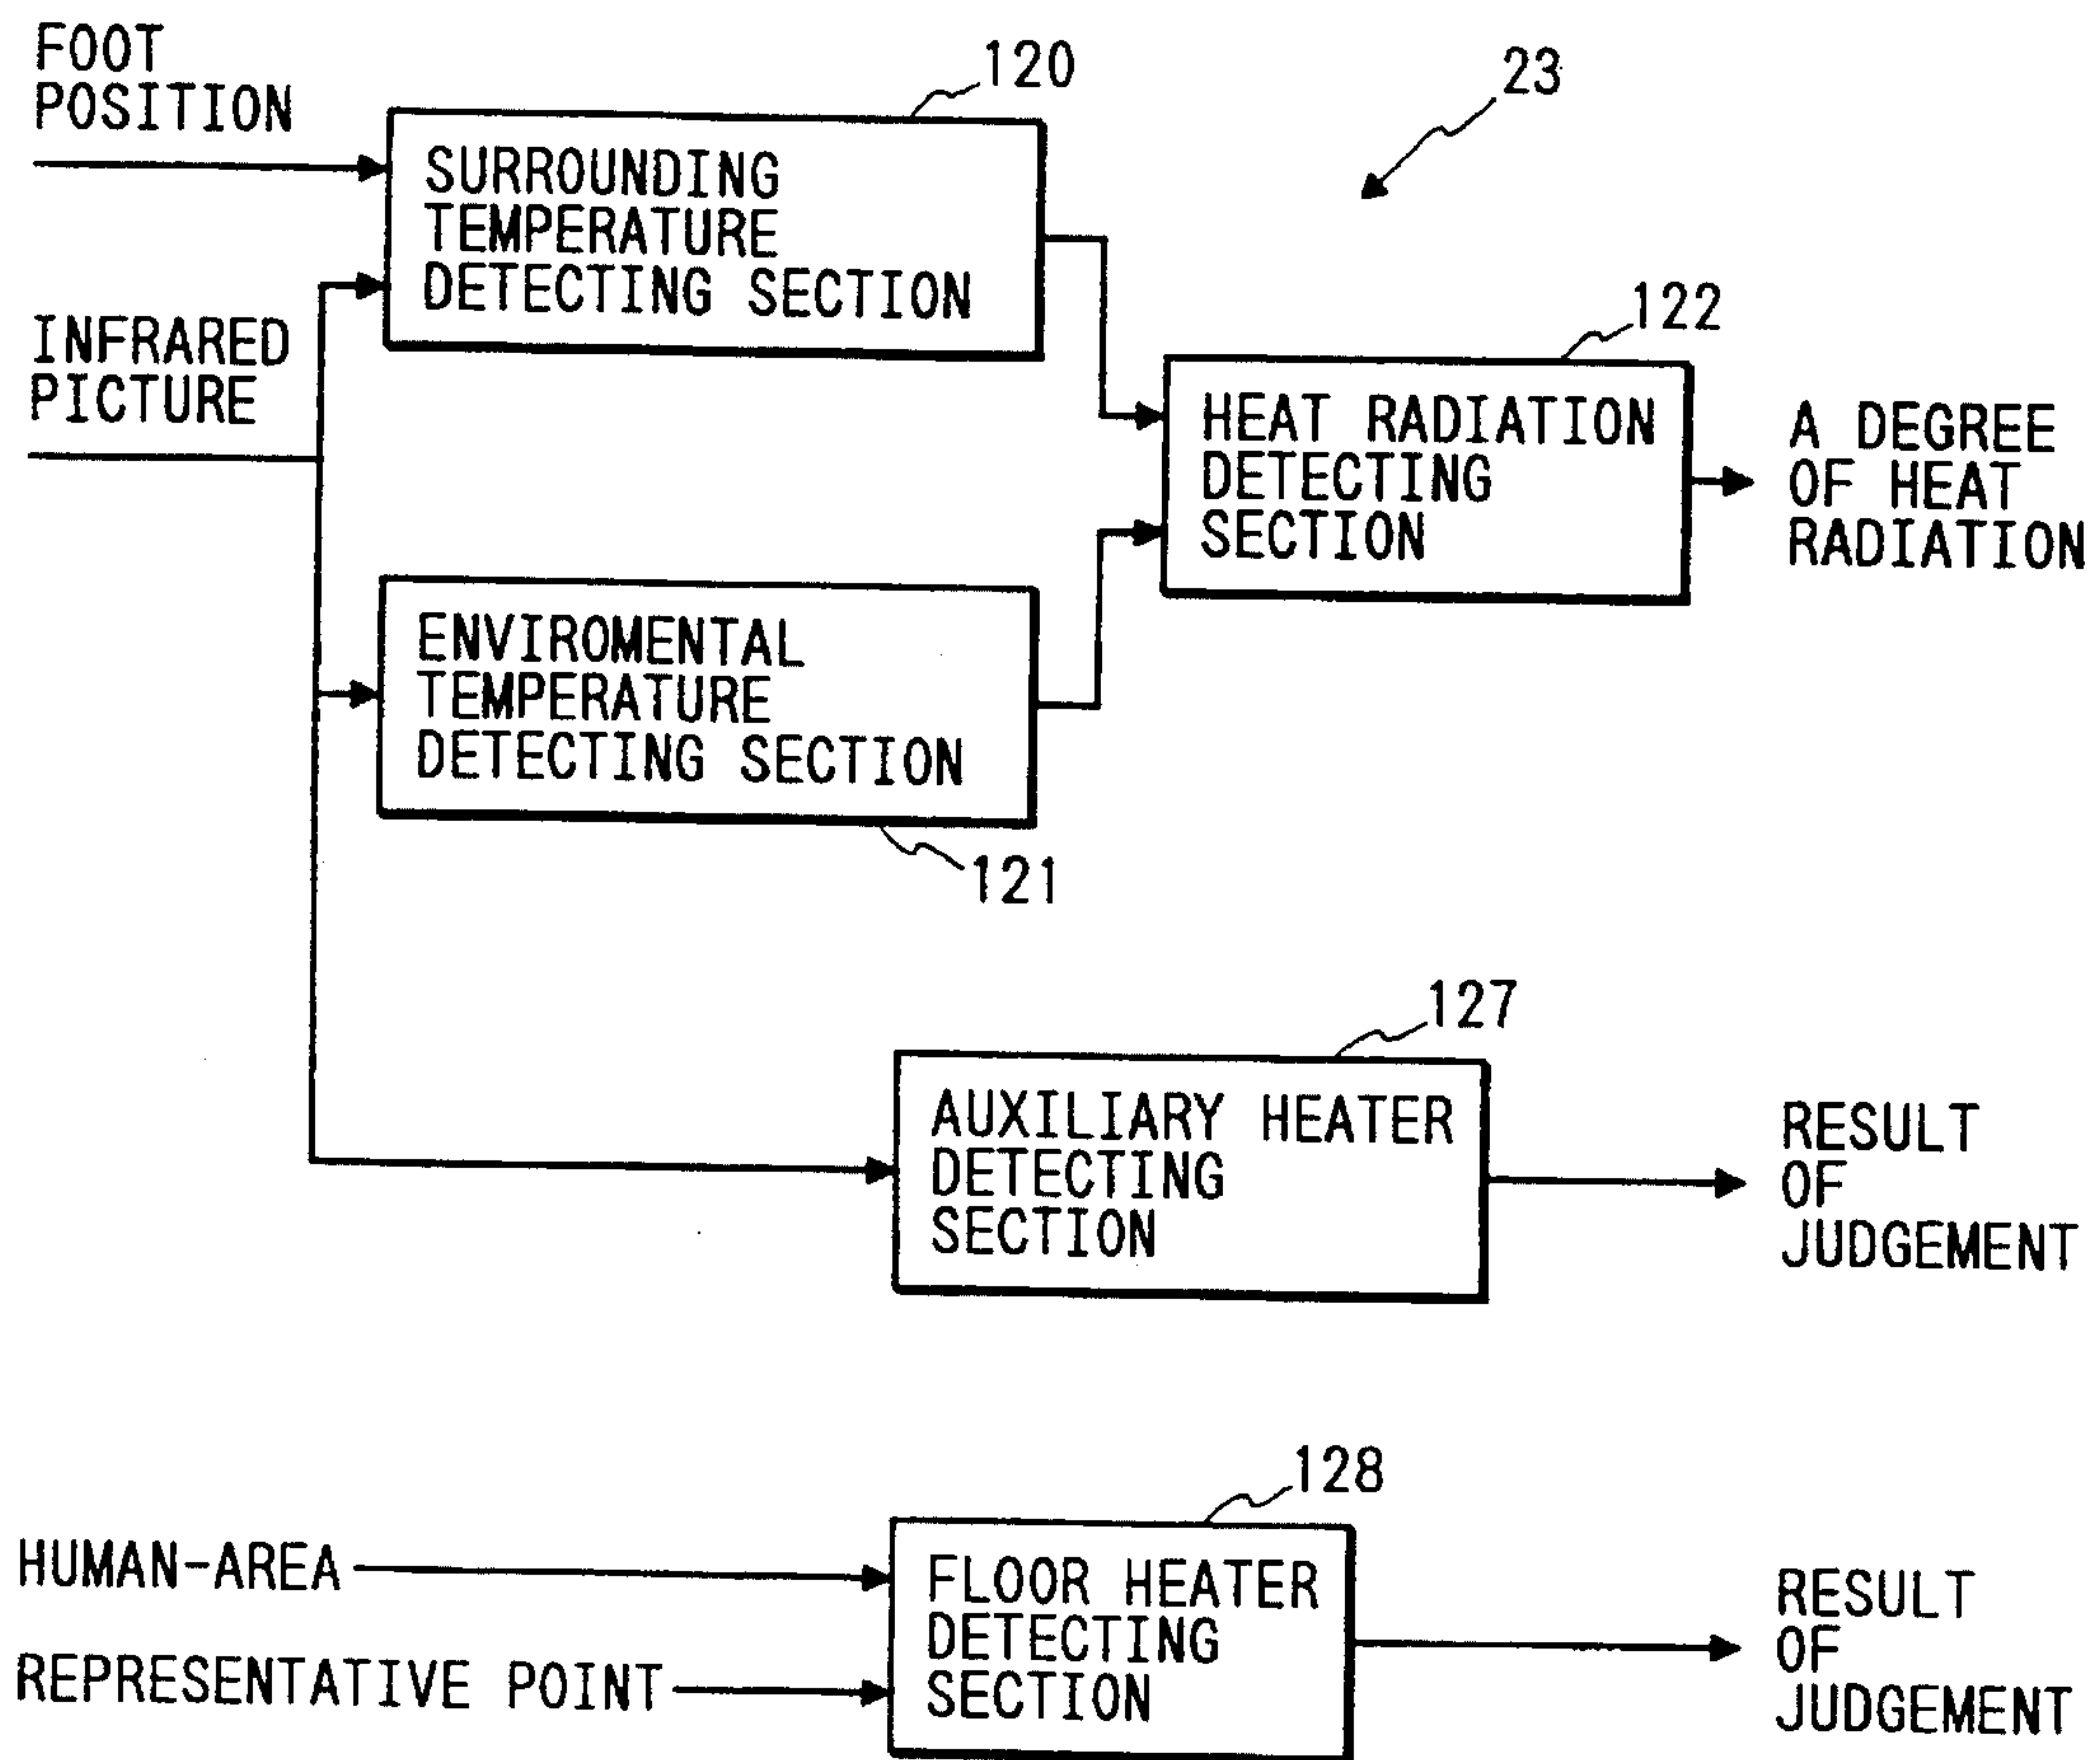 FOOT
POSITION
120
23
SURROUNDING
TEMPERATURE
DETECTING SECTION
INFRARED
PICTURE
122
HEAT RADIATION
DETECTING
SECTION
A DEGREE
OF HEAT
RADIATION
ENVIROMENTAL
TEMPERATURE
DETECTING SECTION
121
127
AUXILIARY HEATER
DETECTING
SECTION
RESULT
OF
JUDGEMENT
128
HUMAN-AREA
REPRESENTATIVE POINT
FLOOR HEATER
DETECTING
SECTION
RESULT
OF
JUDGEMENT